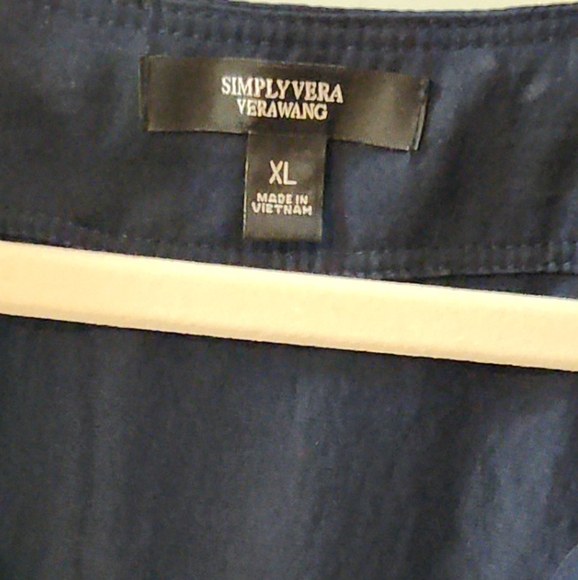 SIMPLY VERA
VERAWANG
XL
MADE IN
VIETNAM